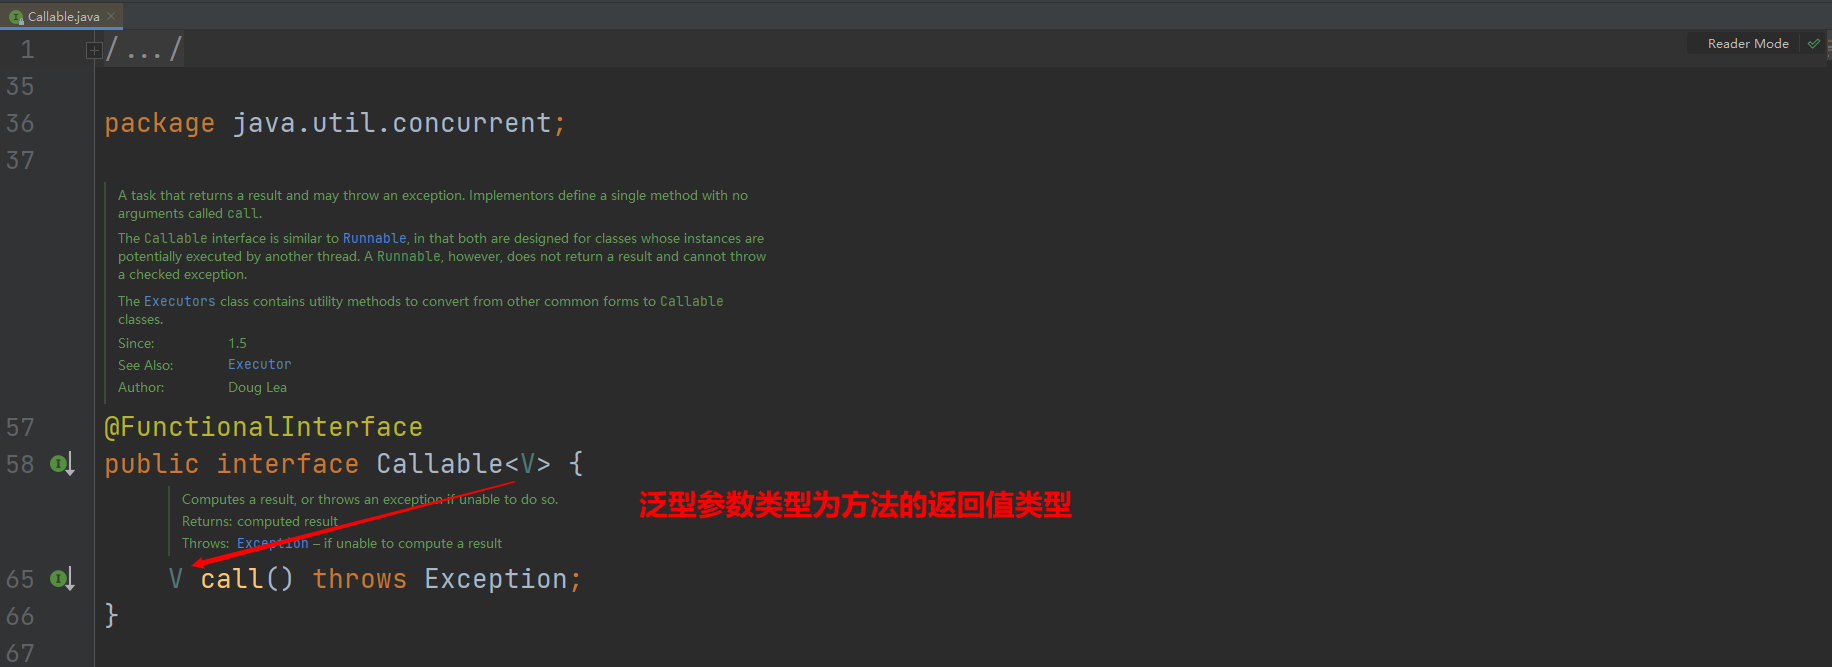 Callable.java
1 /.../
Reader Mode
35
36 package java.util.concurrent;
37
A task that returns a result and may throw an exception. Implementors define a single method with no
arguments called call.
The Callable interface is similar to Runnable, in that both are designed for classes whose instances are
potentially executed by another thread. A Runnable, however, does not return a result and cannot throw
a checked exception.
The Executors class contains utility methods to convert from other common forms to Callable
classes.
Since: 1.5
See Also: Executor
Author: Doug Lea
57 @FunctionalInterface
58 public interface Callable<V> {
Computes a result, or throws an exception if unable to do so.
泛型参数类型为方法的返回值类型
Returns: computed result
Throws: Exception – if unable to compute a result
65 V call() throws Exception;
66 }
67